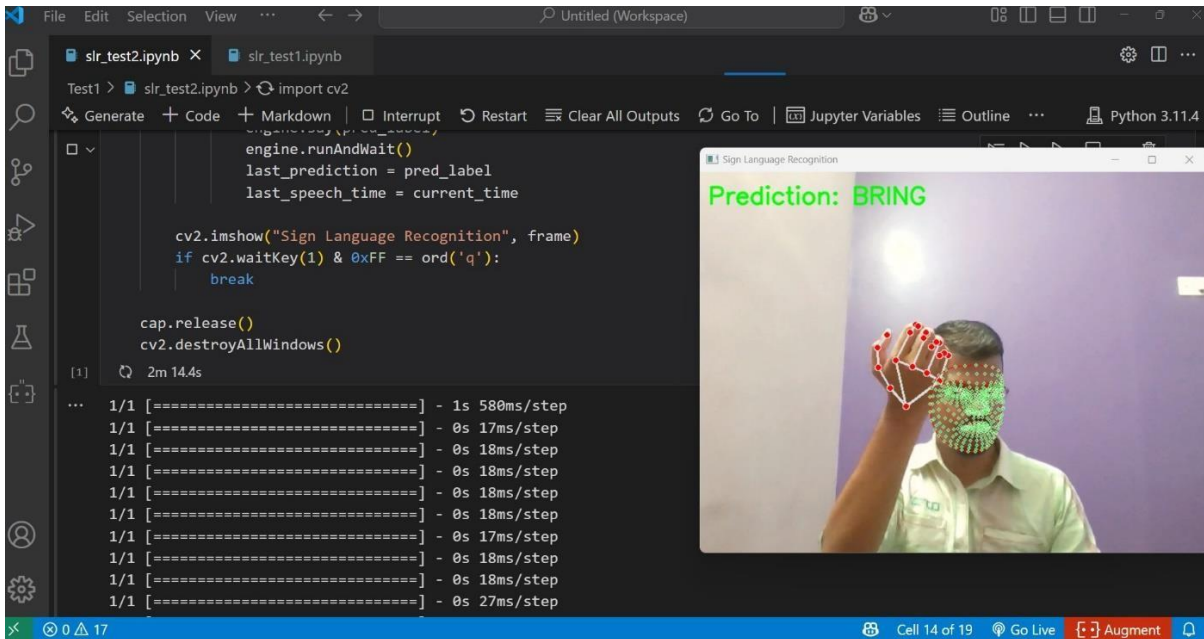 File Edit Selection View ··· ← → Untitled (Workspace)
slr_test2.ipynb × slr_test1.ipynb ···
Test1 > slr_test2.ipynb > import cv2
Generate + Code + Markdown | Interrupt Restart Clear All Outputs Go To | Jupyter Variables Outline ··· Python 3.11.4
engine.say(pred_label)
engine.runAndWait()
last_prediction = pred_label
last_speech_time = current_time
cv2.imshow("Sign Language Recognition", frame)
if cv2.waitKey(1) & 0xFF == ord('q'):
break
cap.release()
cv2.destroyAllWindows()
[1] 2m 14.4s
··· 1/1 [==============================] - 1s 580ms/step
1/1 [==============================] - 0s 17ms/step
1/1 [==============================] - 0s 18ms/step
1/1 [==============================] - 0s 18ms/step
1/1 [==============================] - 0s 18ms/step
1/1 [==============================] - 0s 18ms/step
1/1 [==============================] - 0s 17ms/step
1/1 [==============================] - 0s 18ms/step
1/1 [==============================] - 0s 18ms/step
1/1 [==============================] - 0s 27ms/step
Sign Language Recognition
Prediction: BRING
0 17 Cell 14 of 19 Go Live Augment